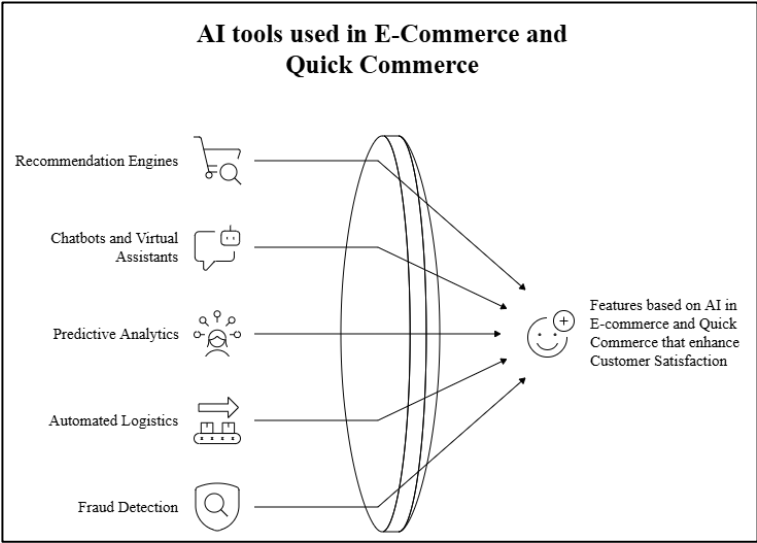 AI tools used in E-Commerce and
Quick Commerce
Recommendation Engines
Chatbots and Virtual
Assistants
Predictive Analytics
Automated Logistics
Fraud Detection
Features based on AI in
E-commerce and Quick
Commerce that enhance
Customer Satisfaction